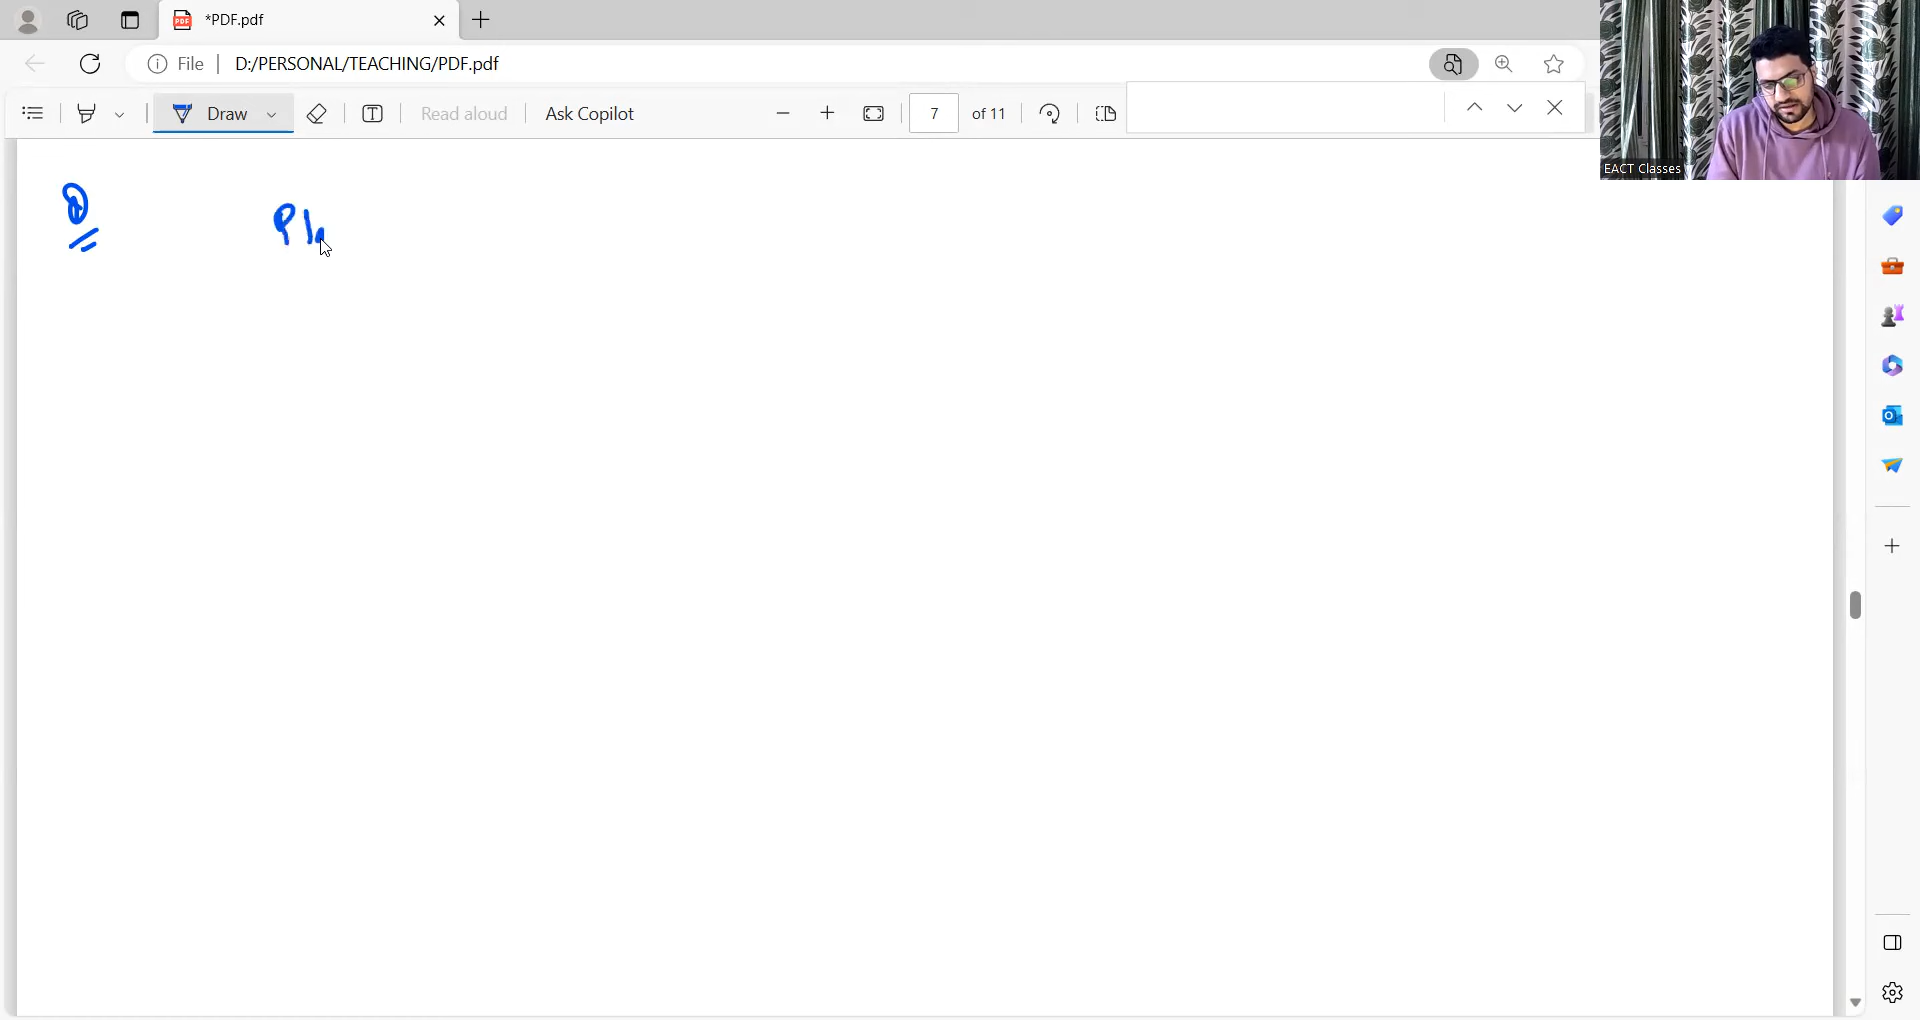 *PDF.pdf
File | D:/PERSONAL/TEACHING/PDF.pdf
Draw Read aloud Ask Copilot 7 of 11
EACT Classes
Q